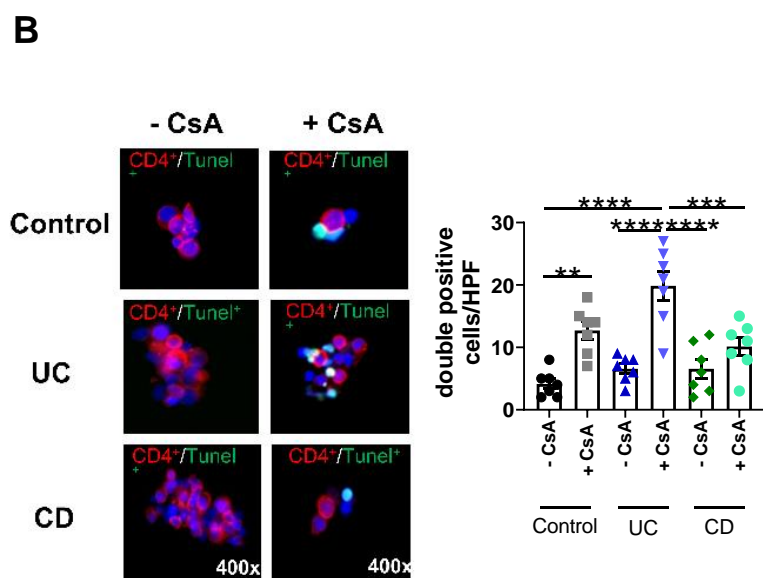 B
- CsA
+ CsA
Control
CD4⁺/Tunel
+
CD4⁺/Tunel
+
UC
CD4⁺/Tunel⁺
CD4⁺/Tunel
+
CD
CD4⁺/Tunel
+
400x
CD4⁺/Tunel⁺
400x
double positive
cells/HPF
30
20
10
0
**** ***
********
**
- CsA
+ CsA
- CsA
+ CsA
- CsA
+ CsA
Control
UC
CD